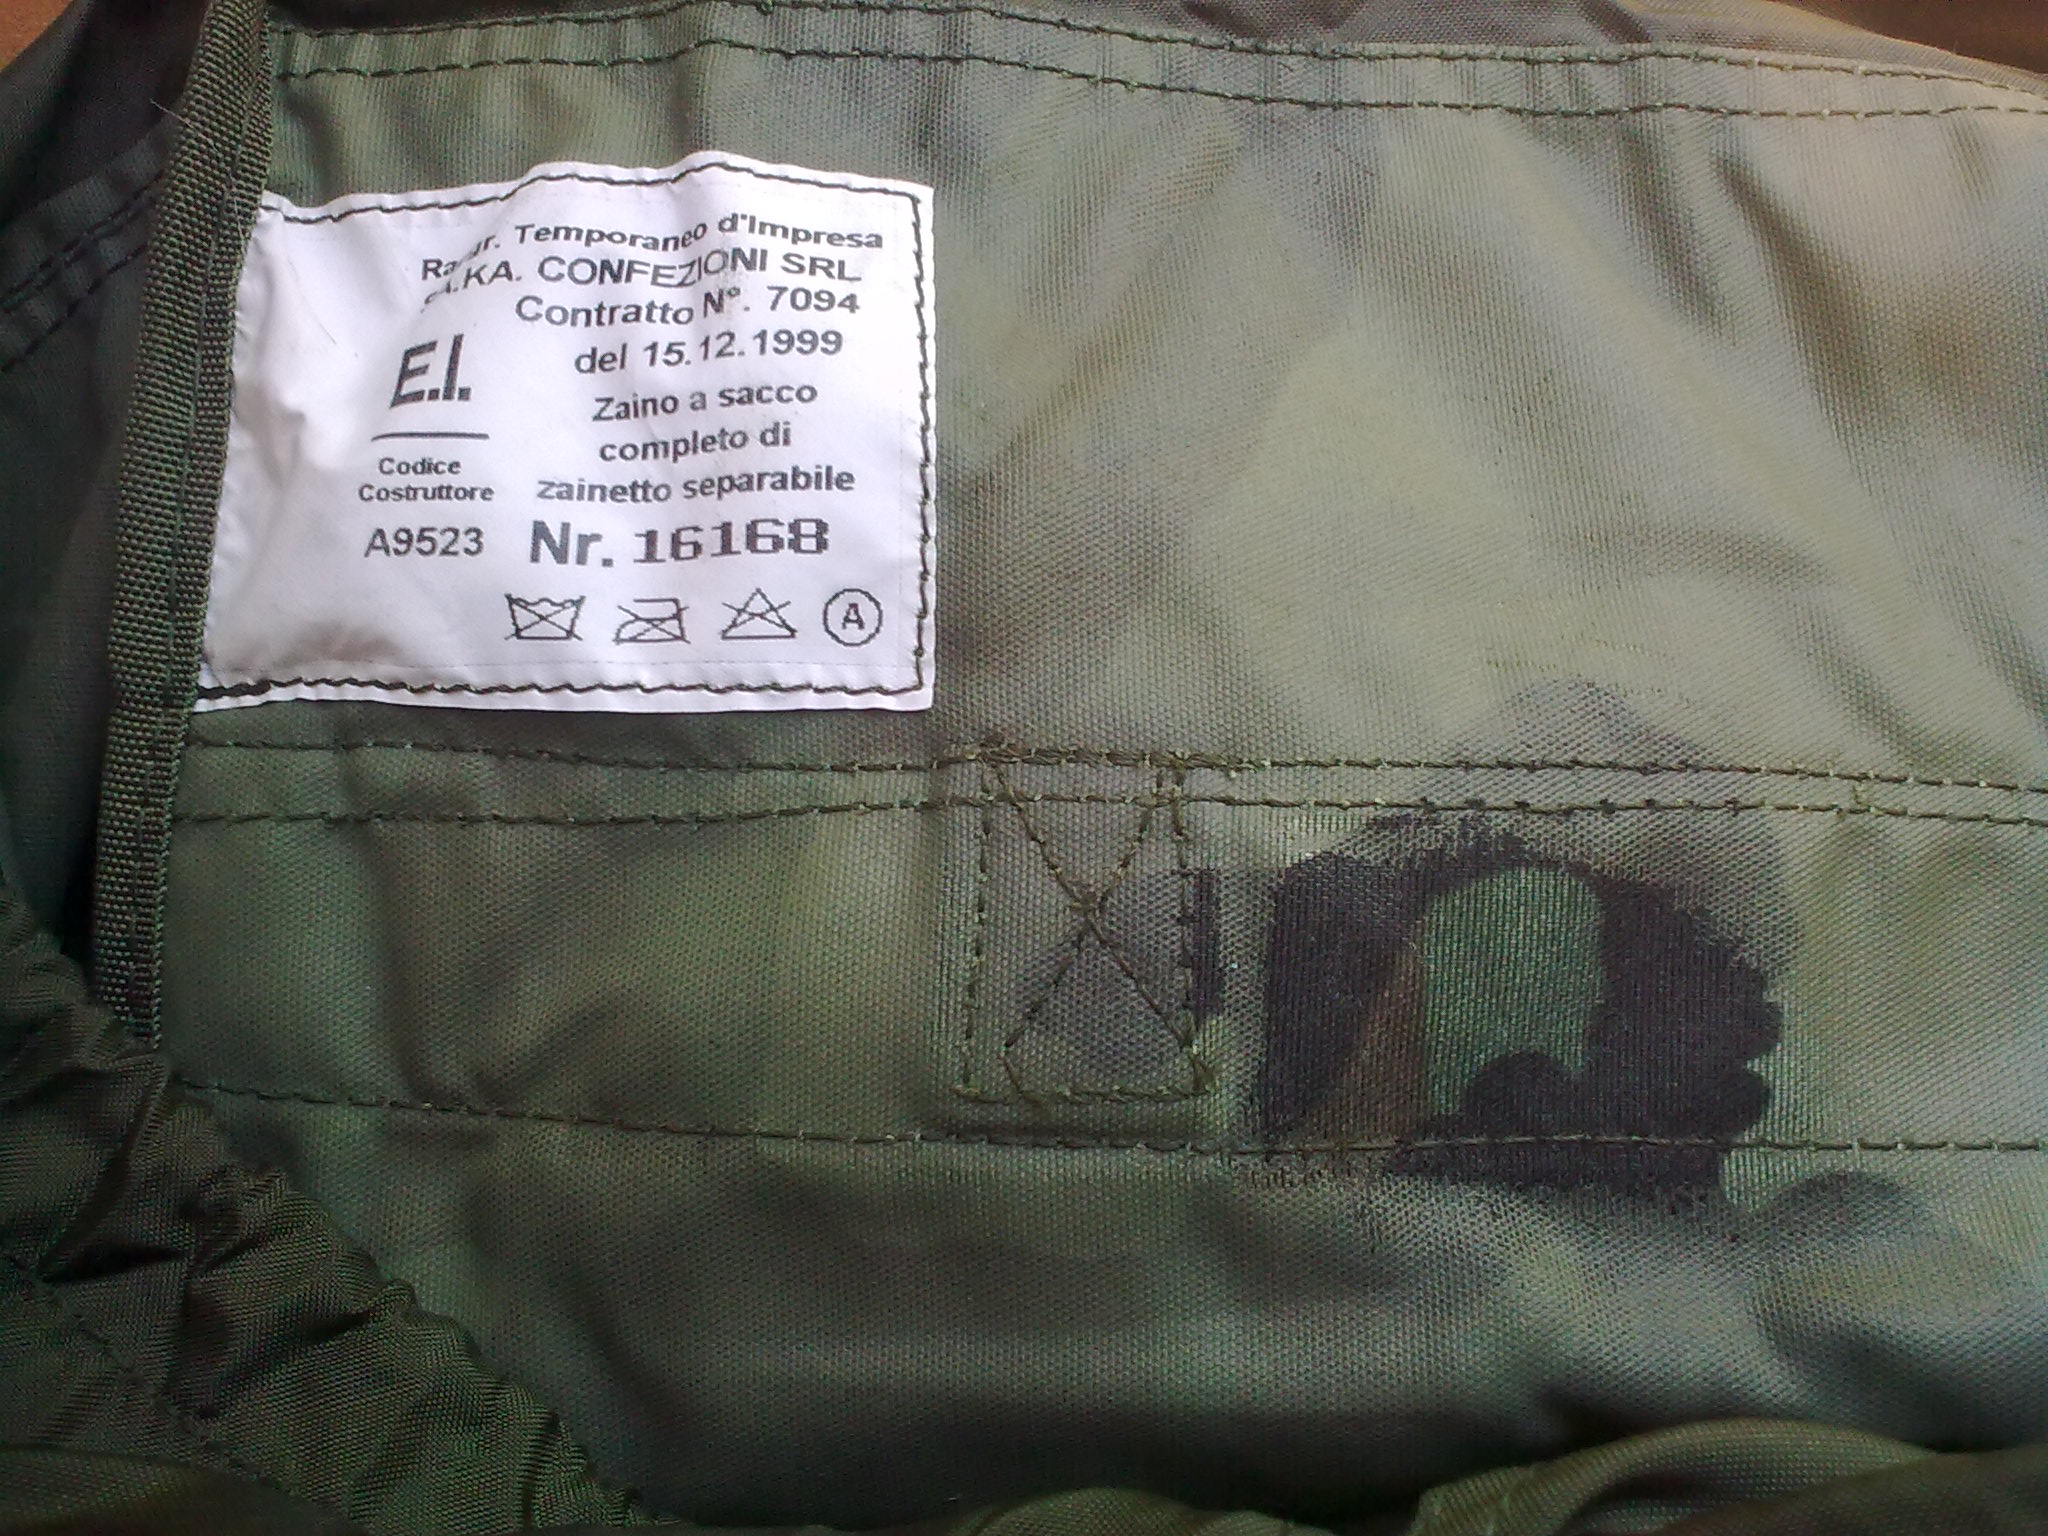 Temporaneo d'Impresa
CONFEZIONI SRL
Contratto N°. 7094
del 15.12.1999
E.I.
Zaino a sacco
completo di
zainetto separabile
Codice
Costruttore
A9523
Nr. 16168
A